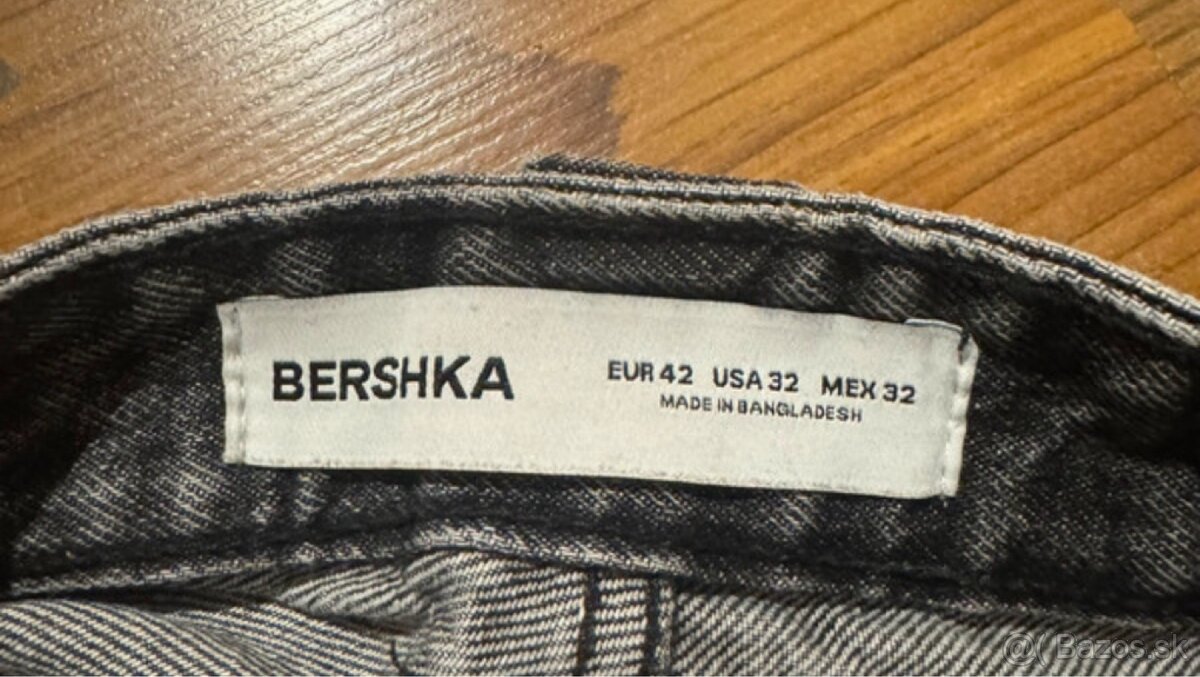 BERSHKA
EUR 42 USA 32 MEX 32
MADE IN BANGLADESH
@( Bazos.sk